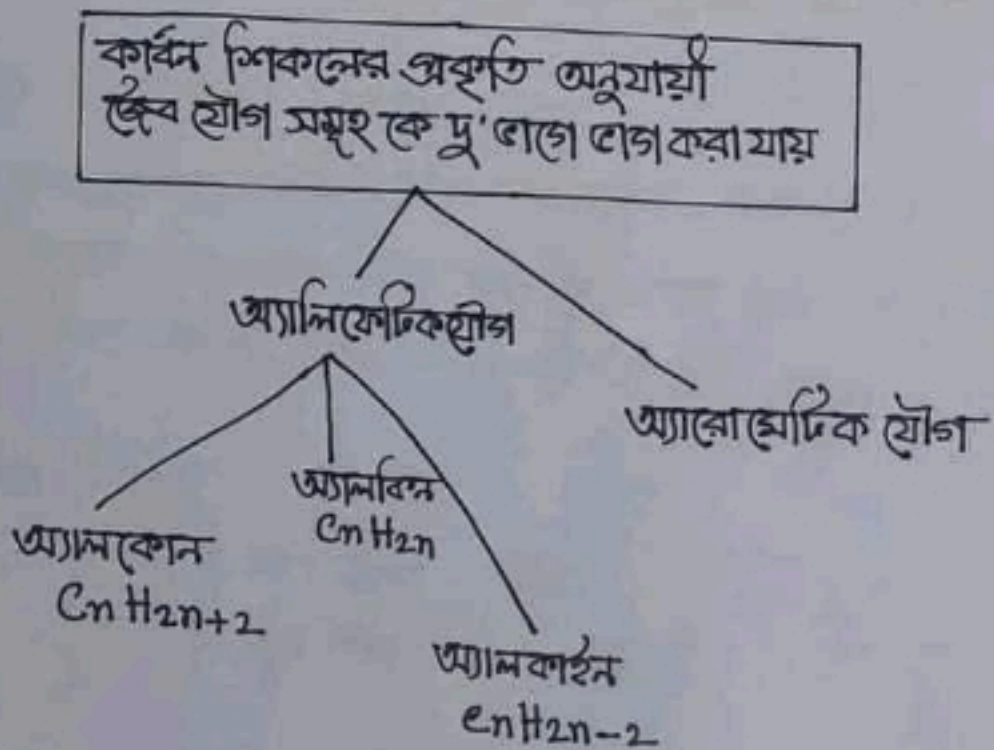 কার্বন শিকলের প্রকৃতি অনুযায়ী
জৈব যৌগ সমূহ কে দু'ভাগে ভাগ করা যায়
অ্যালিফেটিক যৌগ
অ্যারোমেটিক যৌগ
অ্যালকিন
CnH2n
অ্যালকেন
CnH2n+2
অ্যালকাইন
CnH2n-2